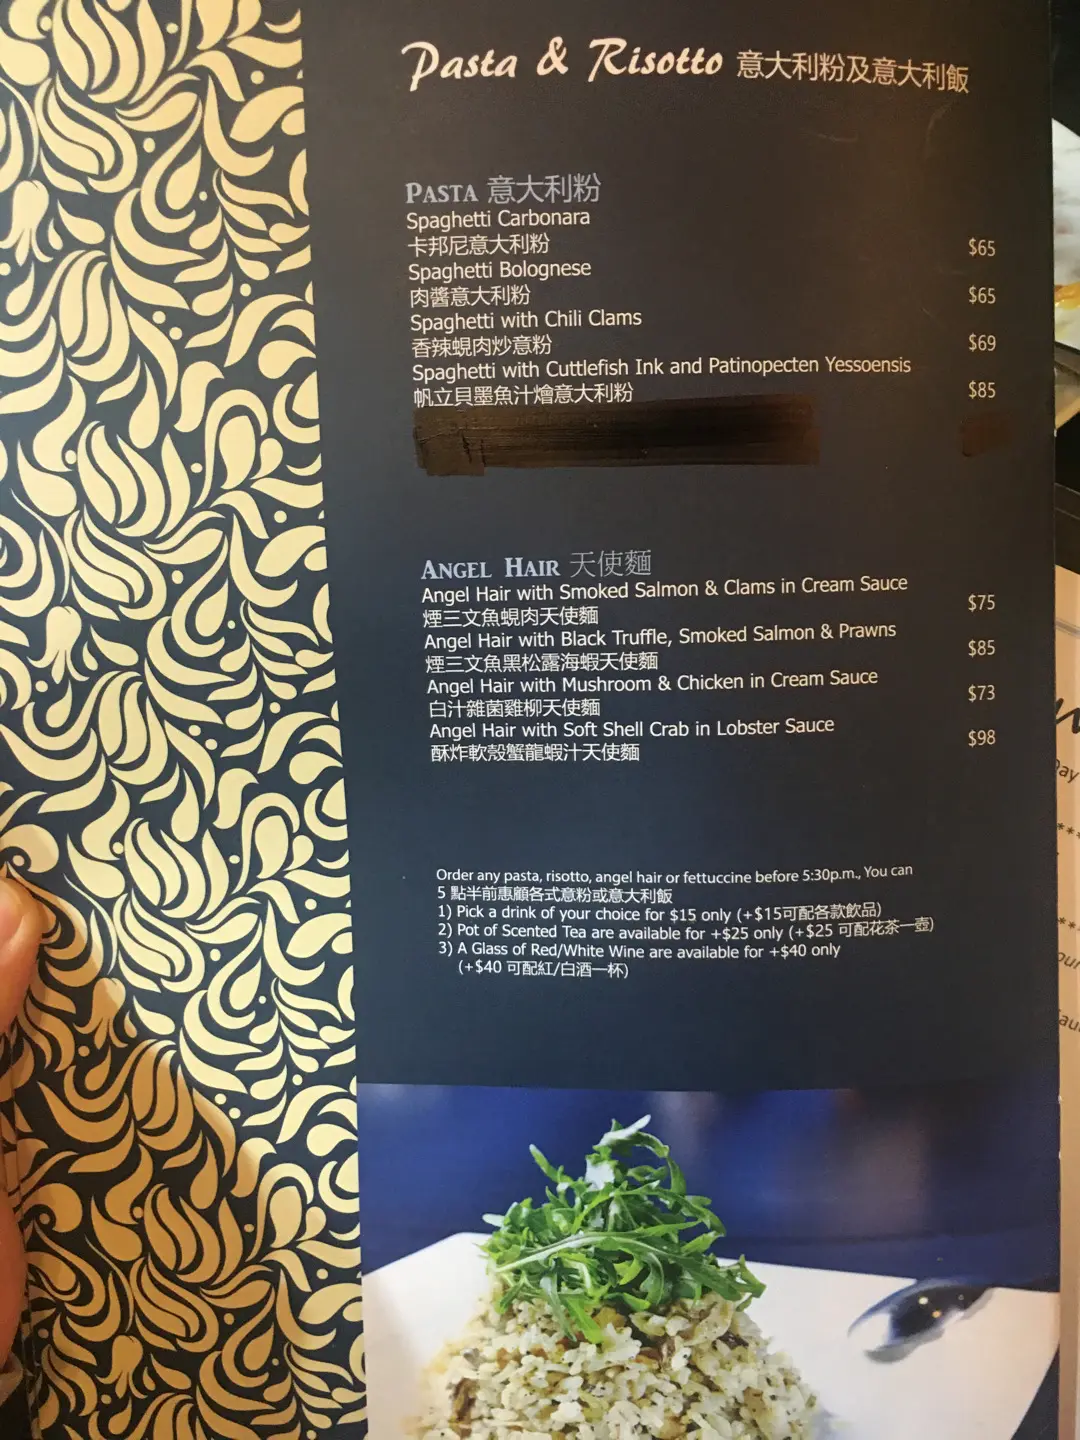 Pasta & Risotto 意大利粉及意大利飯
PASTA 意大利粉
Spaghetti Carbonara
卡邦尼意大利粉 $65
Spaghetti Bolognese
肉醬意大利粉 $65
Spaghetti with Chili Clams
香辣蜆肉炒意粉 $69
Spaghetti with Cuttlefish Ink and Patinopecten Yessoensis
帆立貝墨魚汁燴意大利粉 $85
ANGEL HAIR 天使麵
Angel Hair with Smoked Salmon & Clams in Cream Sauce
煙三文魚蜆肉天使麵 $75
Angel Hair with Black Truffle, Smoked Salmon & Prawns
煙三文魚黑松露海蝦天使麵 $85
Angel Hair with Mushroom & Chicken in Cream Sauce
白汁雜菌雞柳天使麵 $73
Angel Hair with Soft Shell Crab in Lobster Sauce
酥炸軟殼蟹龍蝦汁天使麵 $98
Order any pasta, risotto, angel hair or fettuccine before 5:30p.m., You can
5 點半前惠顧各式意粉或意大利飯
1) Pick a drink of your choice for $15 only (+$15可配各款飲品)
2) Pot of Scented Tea are available for +$25 only (+$25 可配花茶一壺)
3) A Glass of Red/White Wine are available for +$40 only
(+$40 可配紅/白酒一杯)